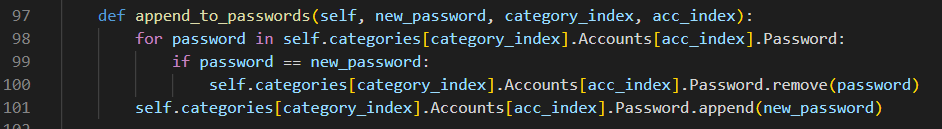 97 def append_to_passwords(self, new_password, category_index, acc_index):
98 for password in self.categories[category_index].Accounts[acc_index].Password:
99 if password == new_password:
100 self.categories[category_index].Accounts[acc_index].Password.remove(password)
101 self.categories[category_index].Accounts[acc_index].Password.append(new_password)